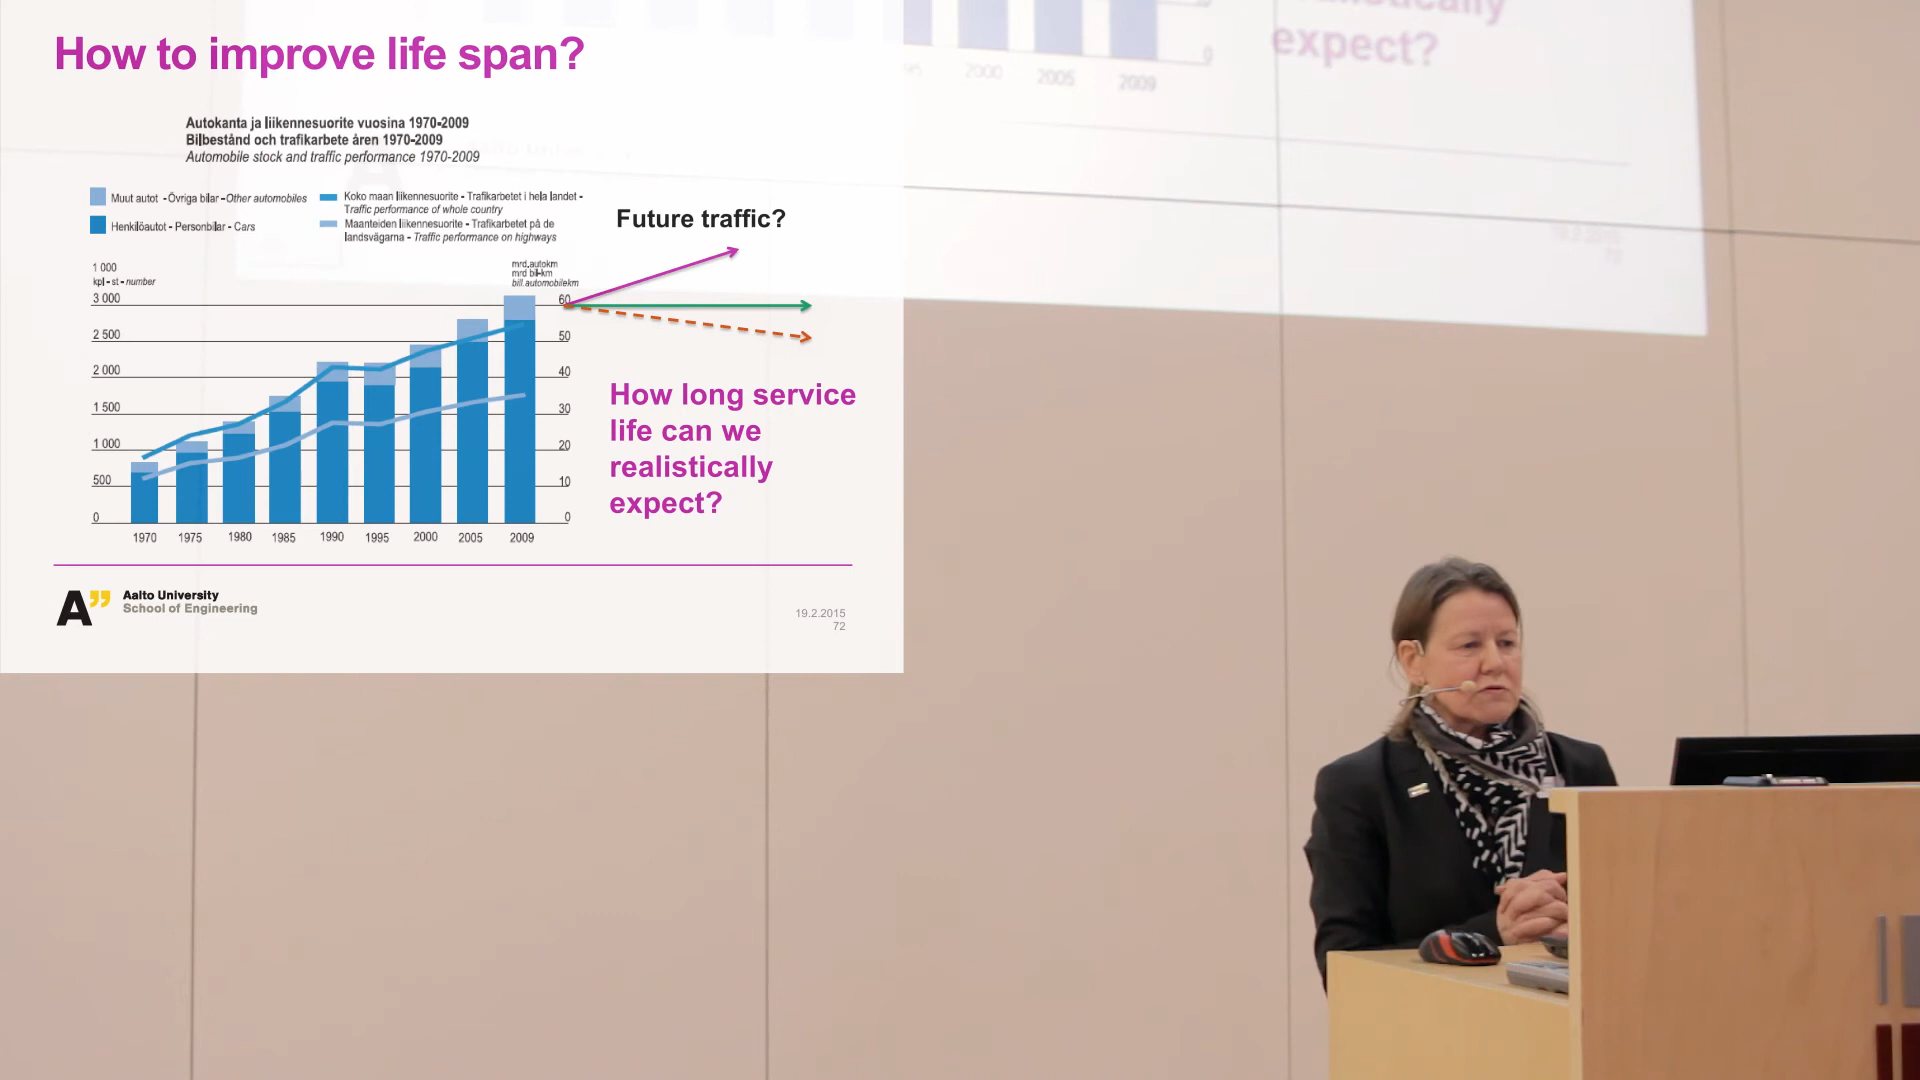 How to improve life span?
Autokanta ja liikennesuorite vuosina 1970-2009
Bilbestånd och trafikarbete åren 1970-2009
Automobile stock and traffic performance 1970-2009
Muut autot - Övriga bilar - Other automobiles
Henkilöautot - Personbilar - Cars
Koko maan liikennesuorite - Trafikarbetet i hela landet -
Traffic performance of whole country
Maanteiden liikennesuorite - Trafikarbetet på de
landsvägarna - Traffic performance on highways
1 000
kpl - st - number
3 000
2 500
2 000
1 500
1 000
500
0
mrd.autokm
mrd bil-km
bill.automobilekm
60
50
40
30
20
10
0
1970 1975 1980 1985 1990 1995 2000 2005 2009
Future traffic?
How long service
life can we
realistically
expect?
Aalto University
School of Engineering
19.2.2015
72
expect?
0
2000 2005 2009